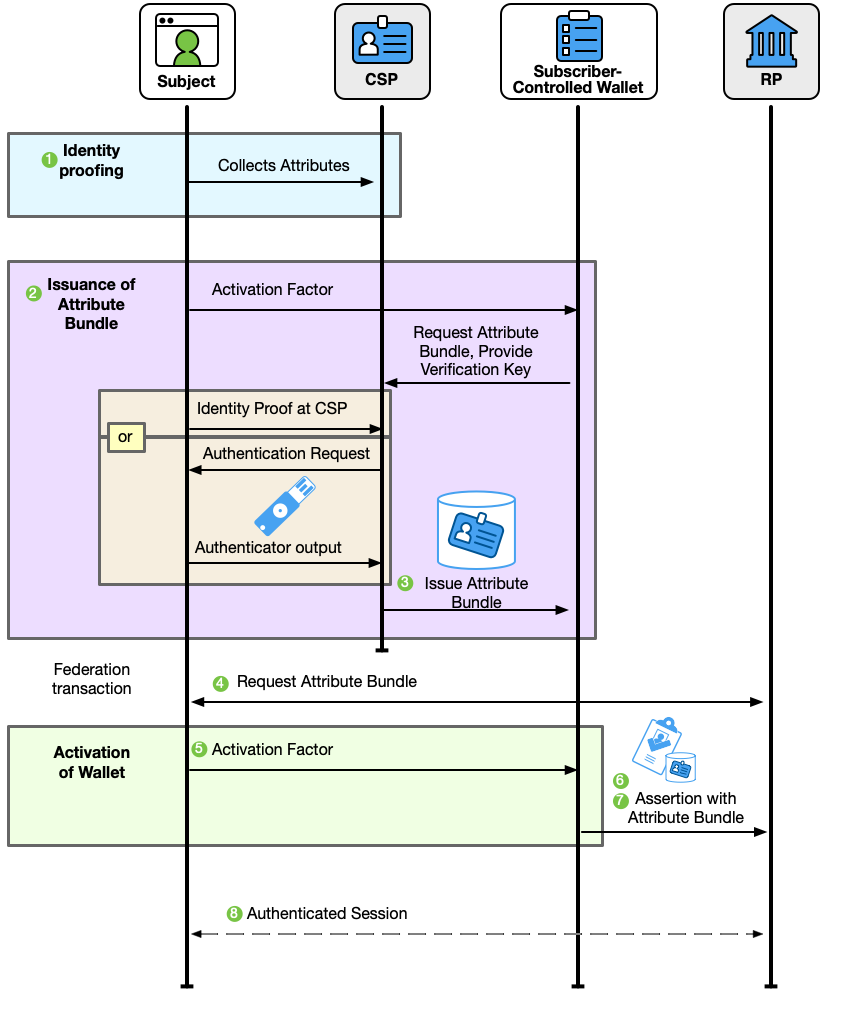 Subject
CSP
Subscriber-
Controlled Wallet
RP
1
Identity
proofing
Collects Attributes
2
Issuance of
Attribute
Bundle
Activation Factor
Request Attribute
Bundle, Provide
Verification Key
Identity Proof at CSP
or
Authentication Request
Authenticator output
3
Issue Attribute
Bundle
Federation
transaction
4
Request Attribute Bundle
Activation
of Wallet
5
Activation Factor
6
7
Assertion with
Attribute Bundle
8
Authenticated Session